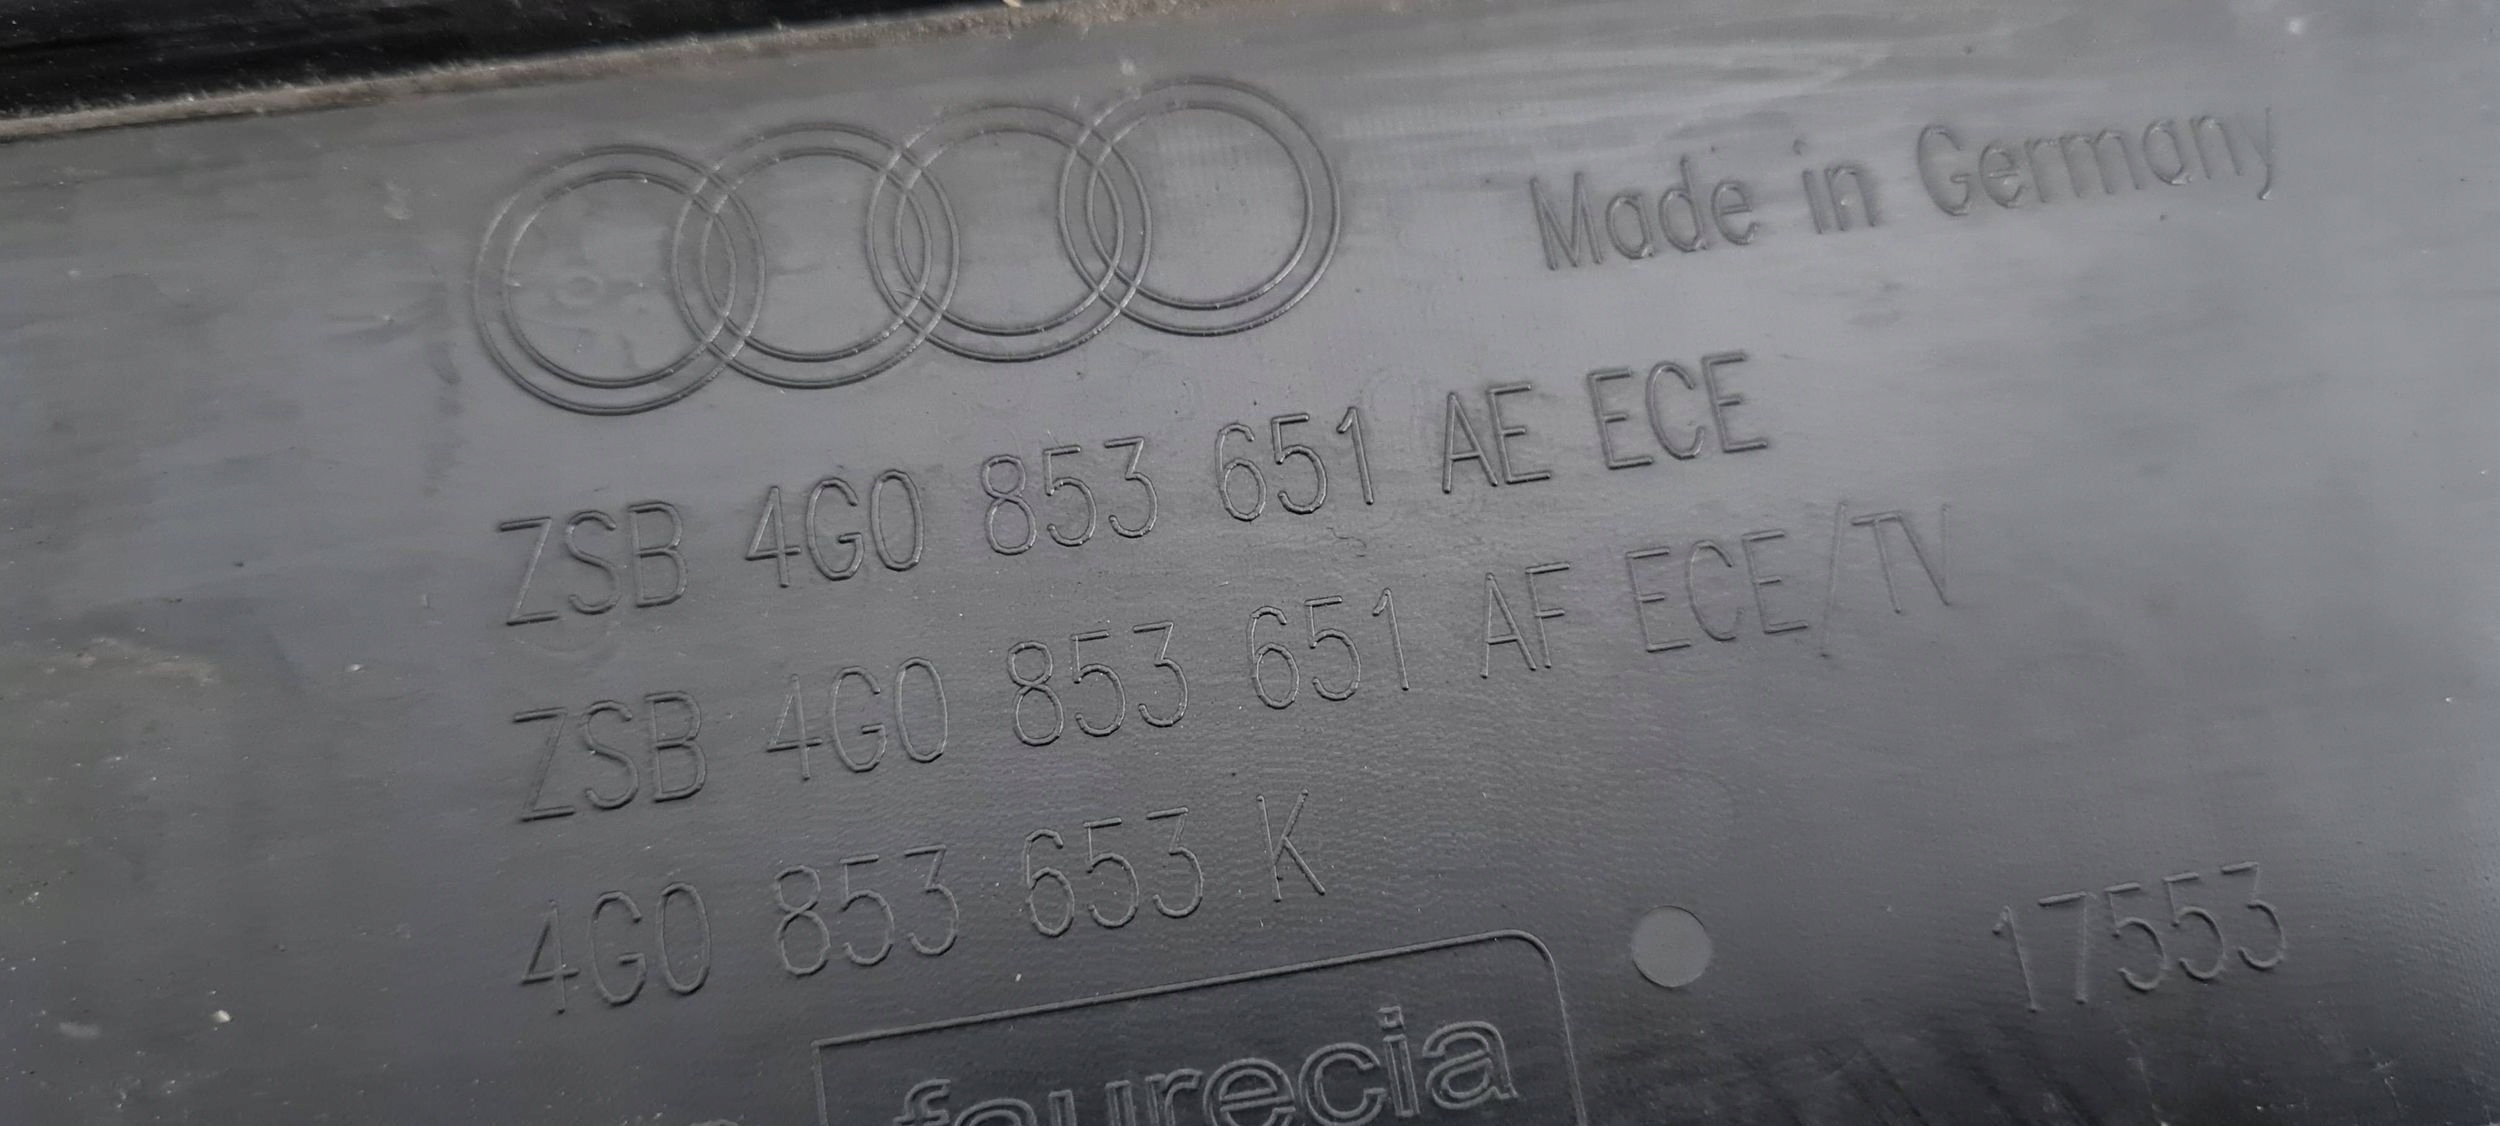 Made in Germany
ZSB 4G0 853 651 AE ECE
ZSB 4G0 853 651 AF ECE/TV
4G0 853 653 K
17553
faurecia